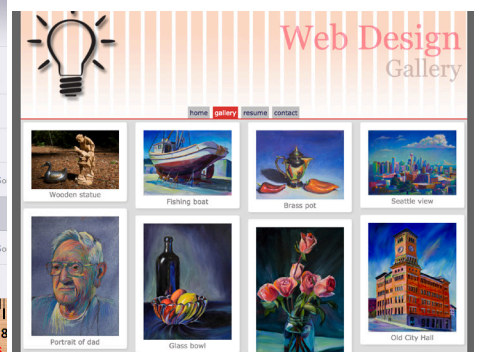 Web Design
Gallery
home gallery resume contact
Wooden statue
Fishing boat
Brass pot
Seattle view
Portrait of dad
Glass bowl
Old City Hall